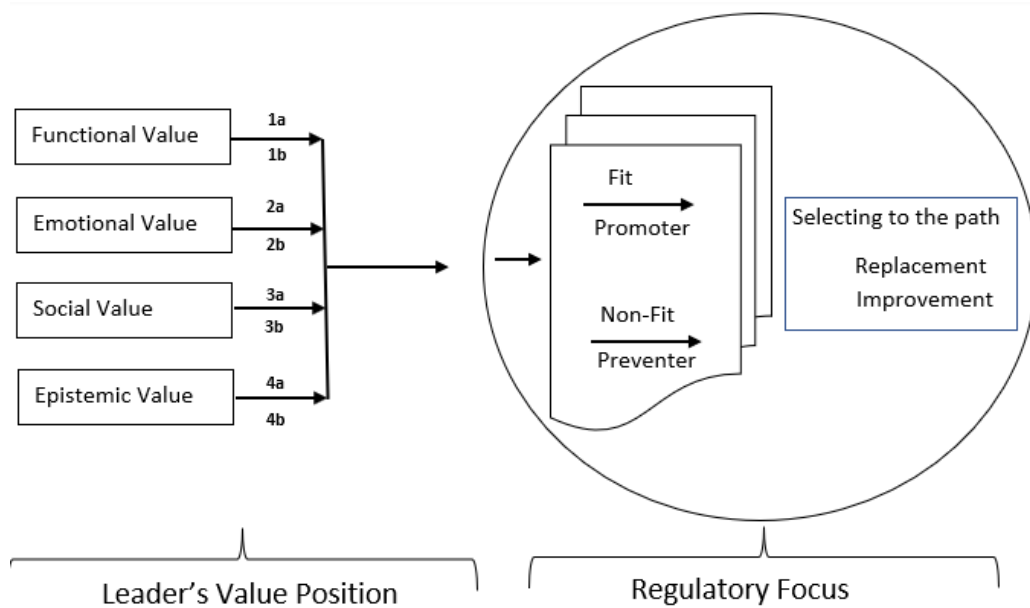 Functional Value
1a
1b
Emotional Value
2a
2b
Social Value
3a
3b
Epistemic Value
4a
4b
Fit
Promoter
Non-Fit
Preventer
Selecting to the path
Replacement
Improvement
Leader's Value Position
Regulatory Focus